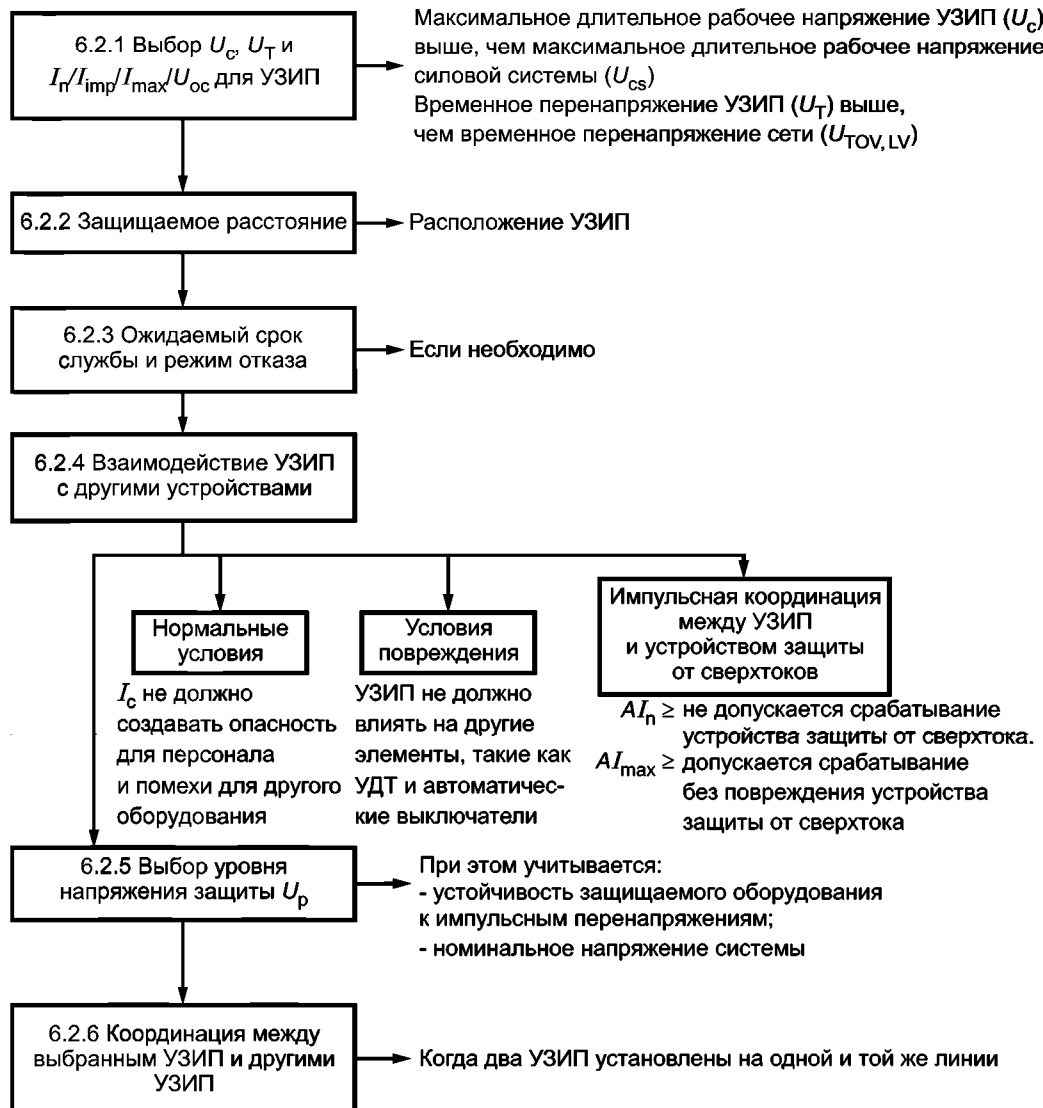 6.2.1 Выбор Uc, UT и
In/Iimp/Imax/Uoc для УЗИП
Максимальное длительное рабочее напряжение УЗИП (Uc)
выше, чем максимальное длительное рабочее напряжение
силовой системы (Ucs)
Временное перенапряжение УЗИП (UT) выше,
чем временное перенапряжение сети (UTOV, LV)
6.2.2 Защищаемое расстояние
Расположение УЗИП
6.2.3 Ожидаемый срок
службы и режим отказа
Если необходимо
6.2.4 Взаимодействие УЗИП
с другими устройствами
Нормальные
условия
Ic не должно
создавать опасность
для персонала
и помехи для другого
оборудования
Условия
повреждения
УЗИП не должно
влиять на другие
элементы, такие как
УДТ и автоматичес-
кие выключатели
Импульсная координация
между УЗИП
и устройством защиты
от сверхтоков
AIn ≥ не допускается срабатывание
устройства защиты от сверхтока.
AImax ≥ допускается срабатывание
без повреждения устройства
защиты от сверхтока
6.2.5 Выбор уровня
напряжения защиты Up
При этом учитывается:
- устойчивость защищаемого оборудования
к импульсным перенапряжениям;
- номинальное напряжение системы
6.2.6 Координация между
выбранным УЗИП и другими
УЗИП
Когда два УЗИП установлены на одной и той же линии